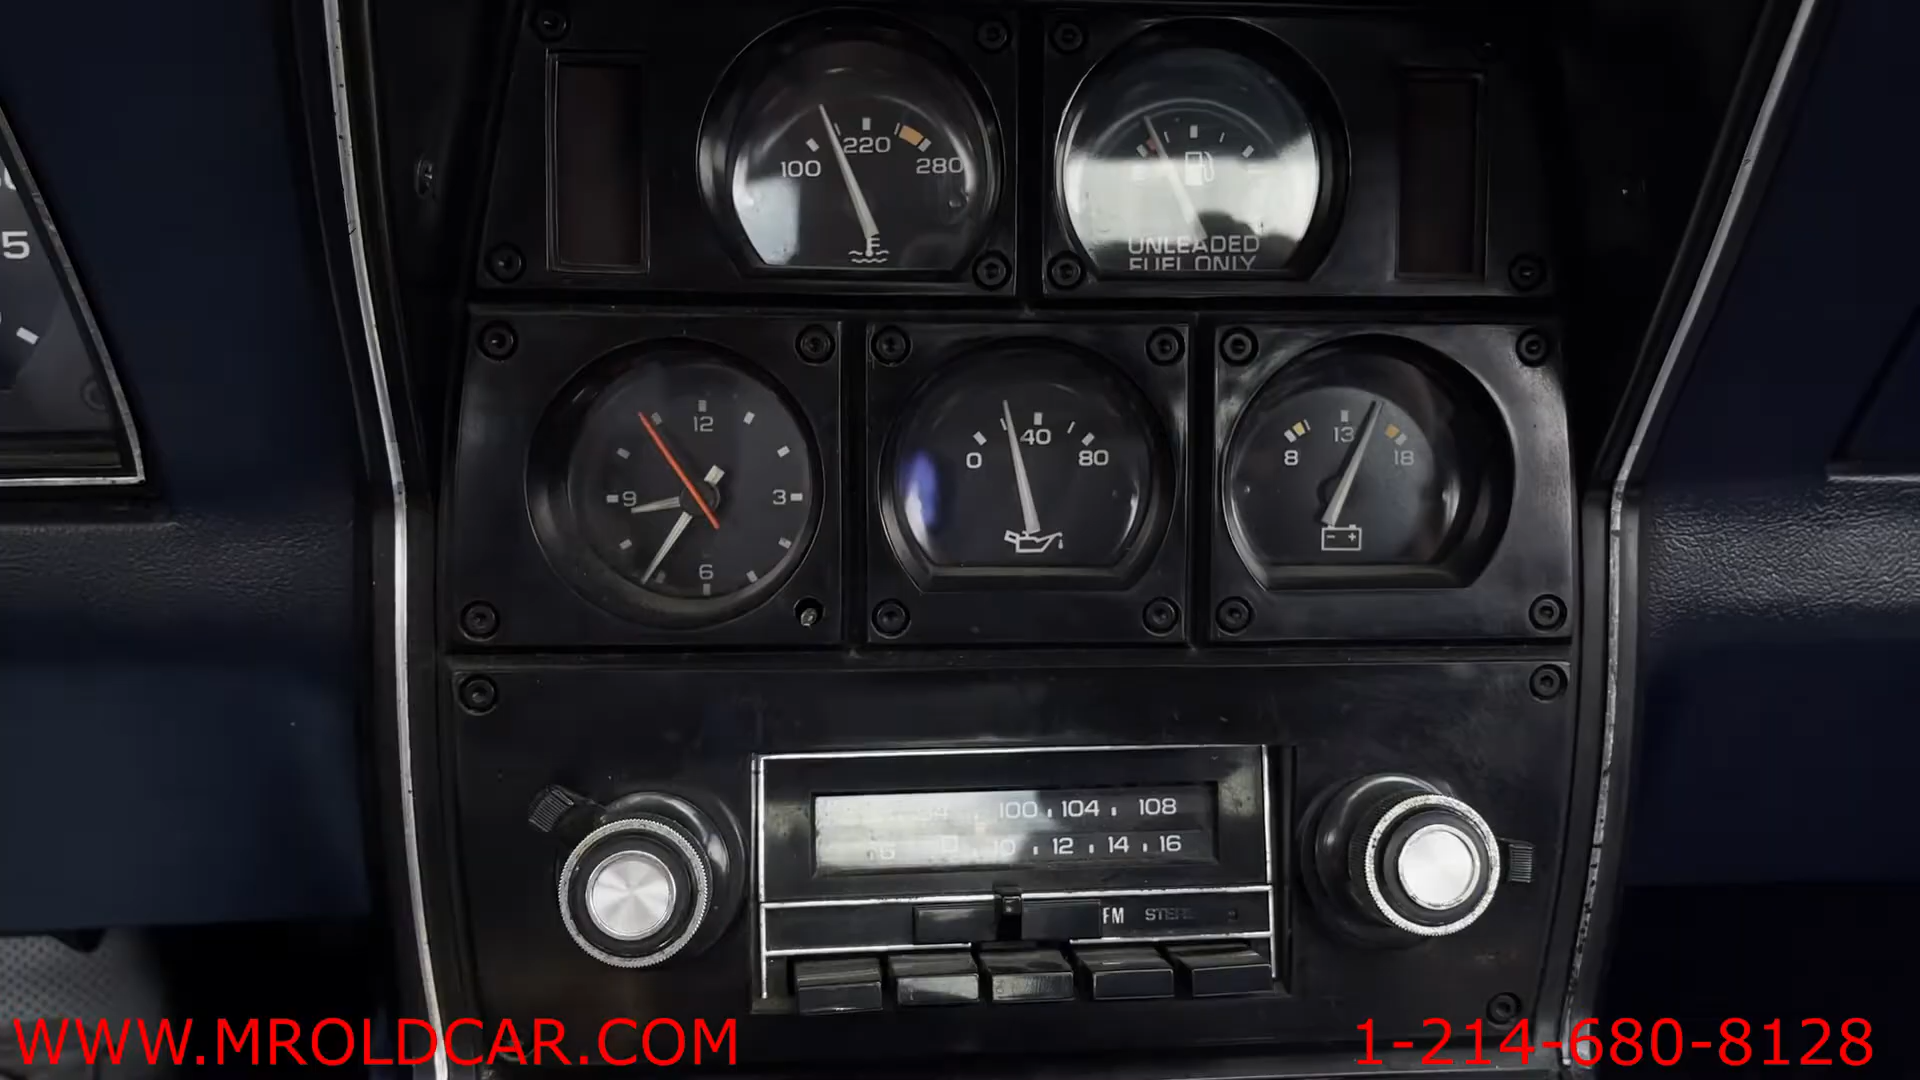 5
100 220 280
UNLEADED
FUEL ONLY
12
9 3
6
0 40 80
8 13 18
100 104 108
10 12 14 16
FM STEREO
WWW.MROLDCAR.COM
1-214-680-8128